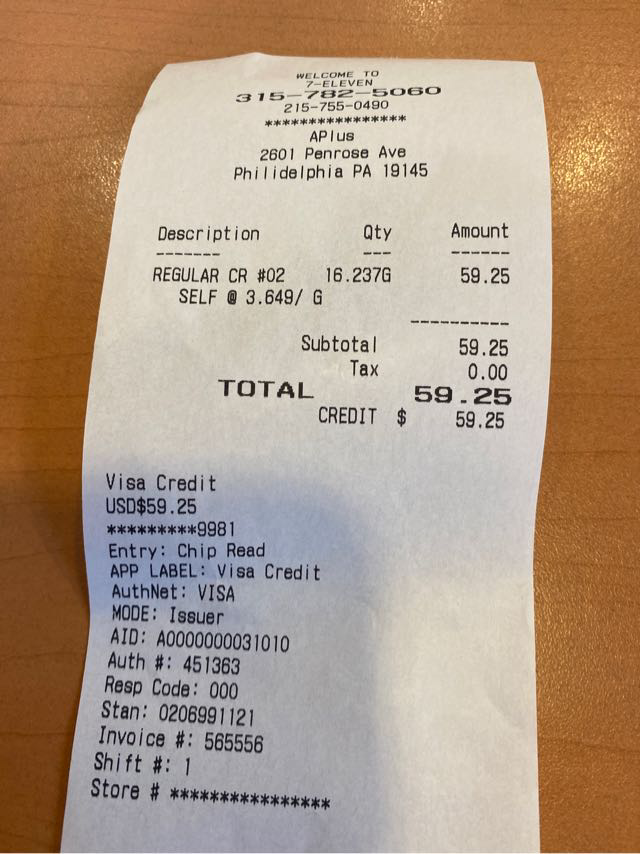 WELCOME TO
7-ELEVEN
315-782-5060
215-755-0490
****************
APlus
2601 Penrose Ave
Philidelphia PA 19145
Description Qty Amount
------- --- ------
REGULAR CR #02 16.237G 59.25
SELF @ 3.649/ G
----------
Subtotal 59.25
Tax 0.00
TOTAL 59.25
CREDIT $ 59.25
Visa Credit
USD$59.25
*********9981
Entry: Chip Read
APP LABEL: Visa Credit
AuthNet: VISA
MODE: Issuer
AID: A0000000031010
Auth #: 451363
Resp Code: 000
Stan: 0206991121
Invoice #: 565556
Shift #: 1
Store # ****************